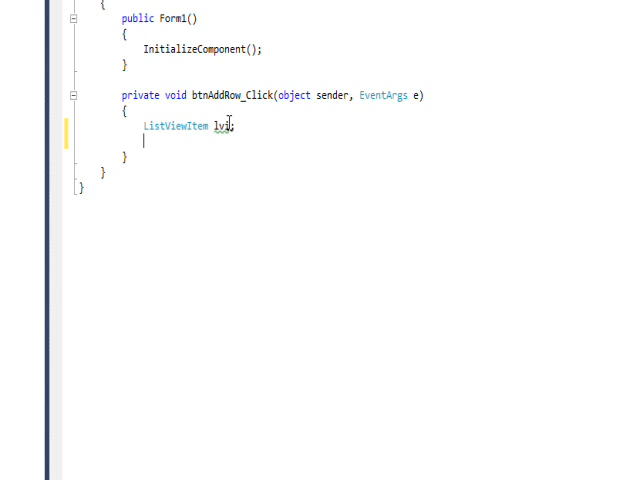 {
public Form1()
{
InitializeComponent();
}
private void btnAddRow_Click(object sender, EventArgs e)
{
ListViewItem lvi;
}
}
}